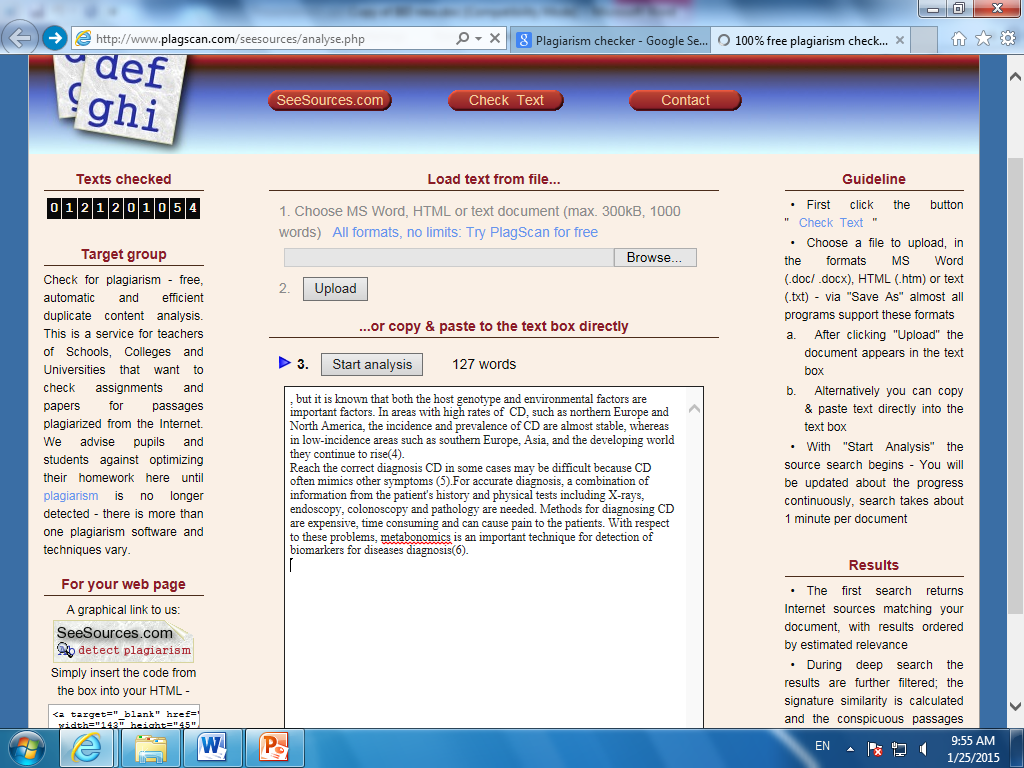 http://www.plagscan.com/seesources/analyse.php
Plagiarism checker - Google Se...
100% free plagiarism check...
def
g
ghi
SeeSources.com
Check Text
Contact
Texts checked
0 1 2 1 2 0 1 0 5 4
Target group
Check for plagiarism - free,
automatic and efficient
duplicate content analysis.
This is a service for teachers
of Schools, Colleges and
Universities that want to
check assignments and
papers for passages
plagiarized from the Internet.
We advise pupils and
students against optimizing
their homework here until
plagiarism is no longer
detected - there is more than
one plagiarism software and
techniques vary.
For your web page
A graphical link to us:
SeeSources.com
detect plagiarism
Simply insert the code from
the box into your HTML -
<a target="_blank" href="
width="143" height="45"
Load text from file...
1. Choose MS Word, HTML or text document (max. 300kB, 1000
words) All formats, no limits: Try PlagScan for free
Browse...
2. Upload
...or copy & paste to the text box directly
3. Start analysis 127 words
, but it is known that both the host genotype and environmental factors are
important factors. In areas with high rates of CD, such as northern Europe and
North America, the incidence and prevalence of CD are almost stable, whereas
in low-incidence areas such as southern Europe, Asia, and the developing world
they continue to rise(4).
Reach the correct diagnosis CD in some cases may be difficult because CD
often mimics other symptoms (5).For accurate diagnosis, a combination of
information from the patient's history and physical tests including X-rays,
endoscopy, colonoscopy and pathology are needed. Methods for diagnosing CD
are expensive, time consuming and can cause pain to the patients. With respect
to these problems, metabonomics is an important technique for detection of
biomarkers for diseases diagnosis(6).
Guideline
• First click the button
" Check Text "
• Choose a file to upload, in
the formats MS Word
(.doc/ .docx), HTML (.htm) or text
(.txt) - via "Save As" almost all
programs support these formats
a. After clicking "Upload" the
document appears in the text
box
b. Alternatively you can copy
& paste text directly into the
text box
• With "Start Analysis" the
source search begins - You will
be updated about the progress
continuously, search takes about
1 minute per document
Results
• The first search returns
Internet sources matching your
document, with results ordered
by estimated relevance
• During deep search the
results are further filtered; the
signature similarity is calculated
and the conspicuous passages
EN
9:55 AM
1/25/2015